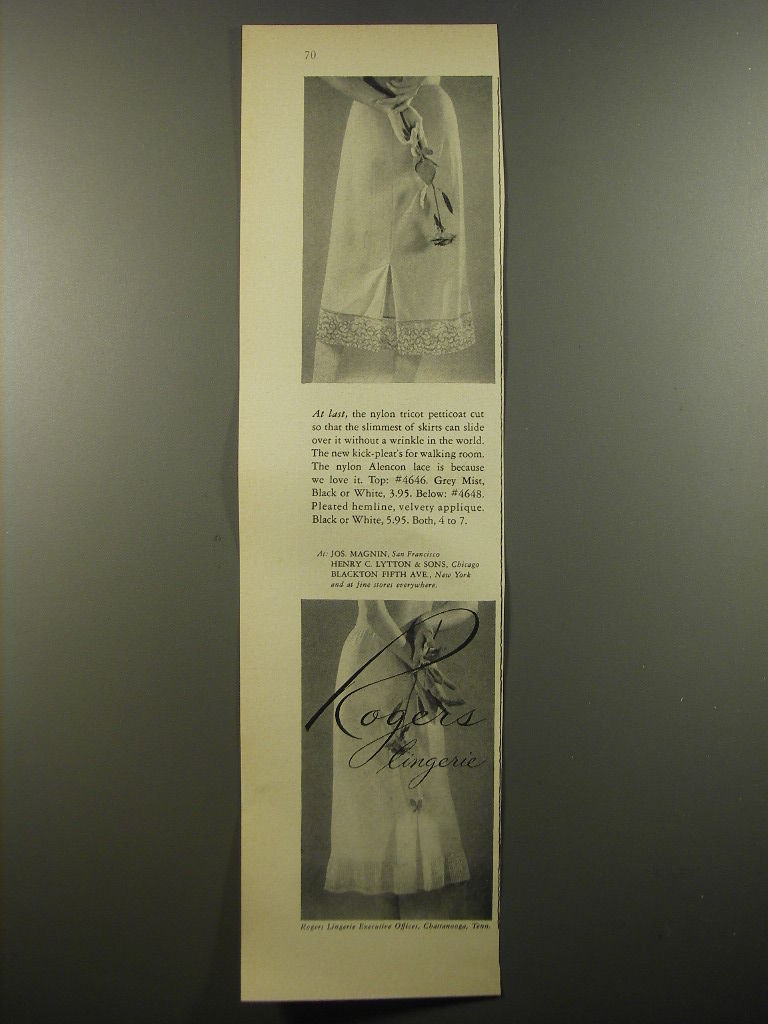 70
At last, the nylon tricot petticoat cut
so that the slimmest of skirts can slide
over it without a wrinkle in the world.
The new kick-pleat's for walking room.
The nylon Alencon lace is because
we love it. Top: #4646. Grey Mist,
Black or White, 3.95. Below: #4648.
Pleated hemline, velvety applique.
Black or White, 5.95. Both, 4 to 7.
At: JOS. MAGNIN, San Francisco
HENRY C. LYTTON & SONS, Chicago
BLACKTON FIFTH AVE., New York
and at fine stores everywhere.
Rogers
lingerie
Rogers Lingerie Executive Offices, Chattanooga, Tenn.